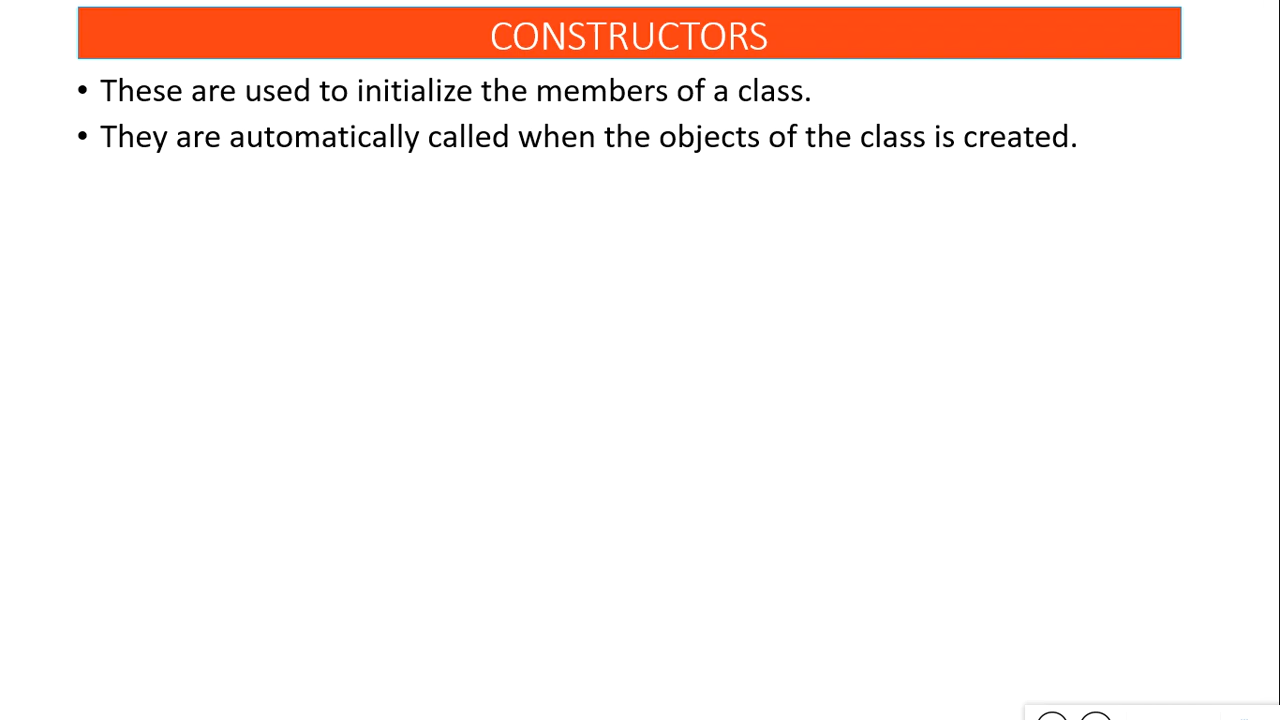 CONSTRUCTORS
• These are used to initialize the members of a class.
• They are automatically called when the objects of the class is created.